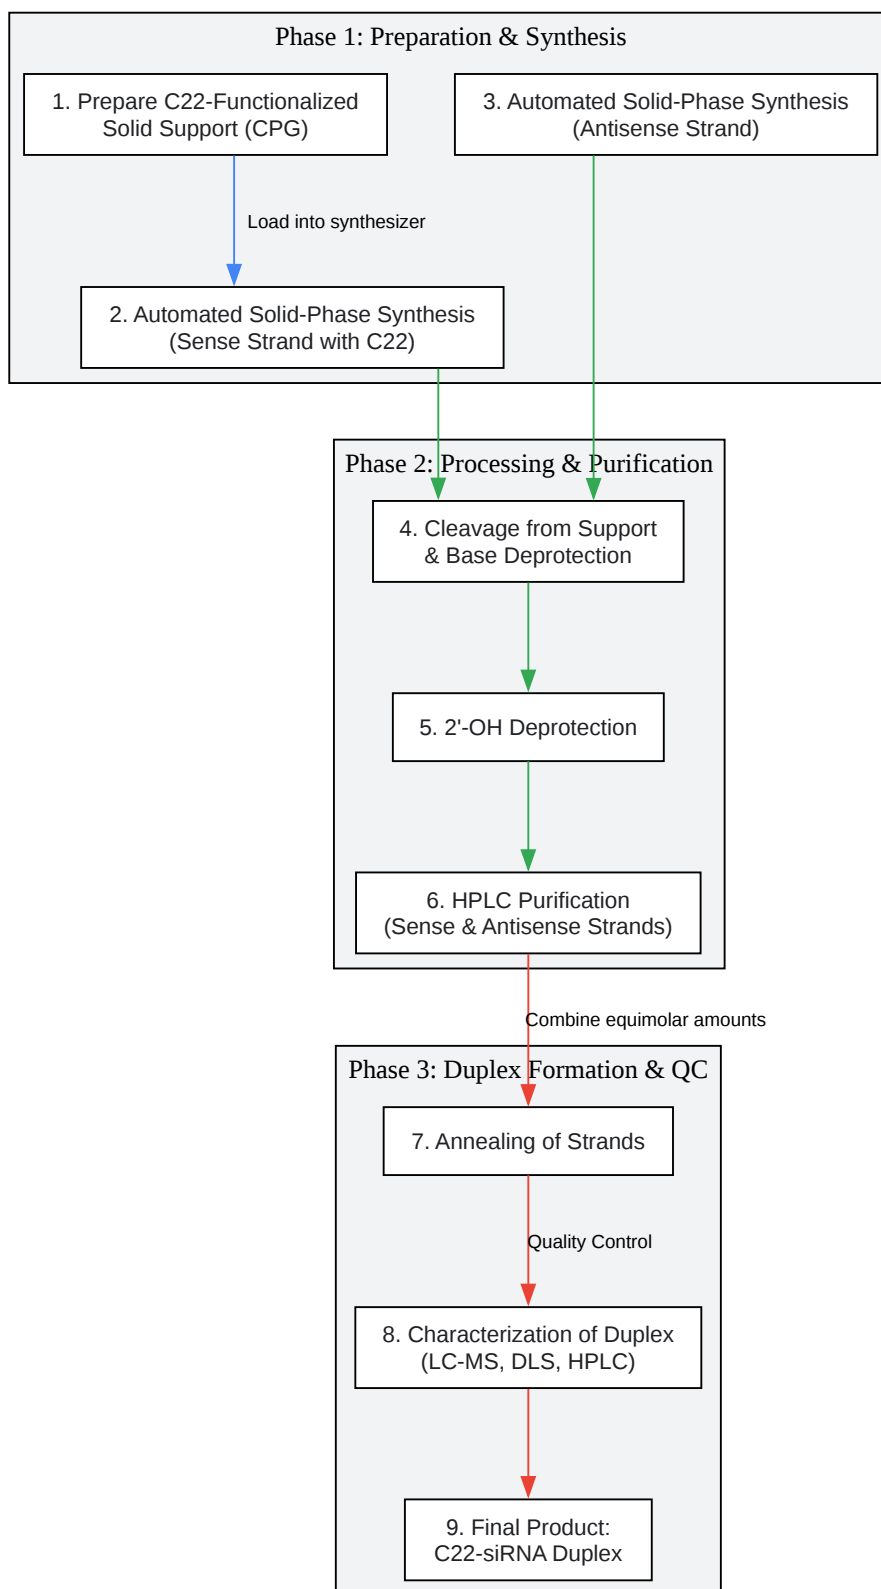 Phase 1: Preparation & Synthesis
1. Prepare C22-Functionalized
Solid Support (CPG)
3. Automated Solid-Phase Synthesis
(Antisense Strand)
Load into synthesizer
2. Automated Solid-Phase Synthesis
(Sense Strand with C22)
Phase 2: Processing & Purification
4. Cleavage from Support
& Base Deprotection
5. 2'-OH Deprotection
6. HPLC Purification
(Sense & Antisense Strands)
Combine equimolar amounts
Phase 3: Duplex Formation & QC
7. Annealing of Strands
Quality Control
8. Characterization of Duplex
(LC-MS, DLS, HPLC)
9. Final Product:
C22-siRNA Duplex